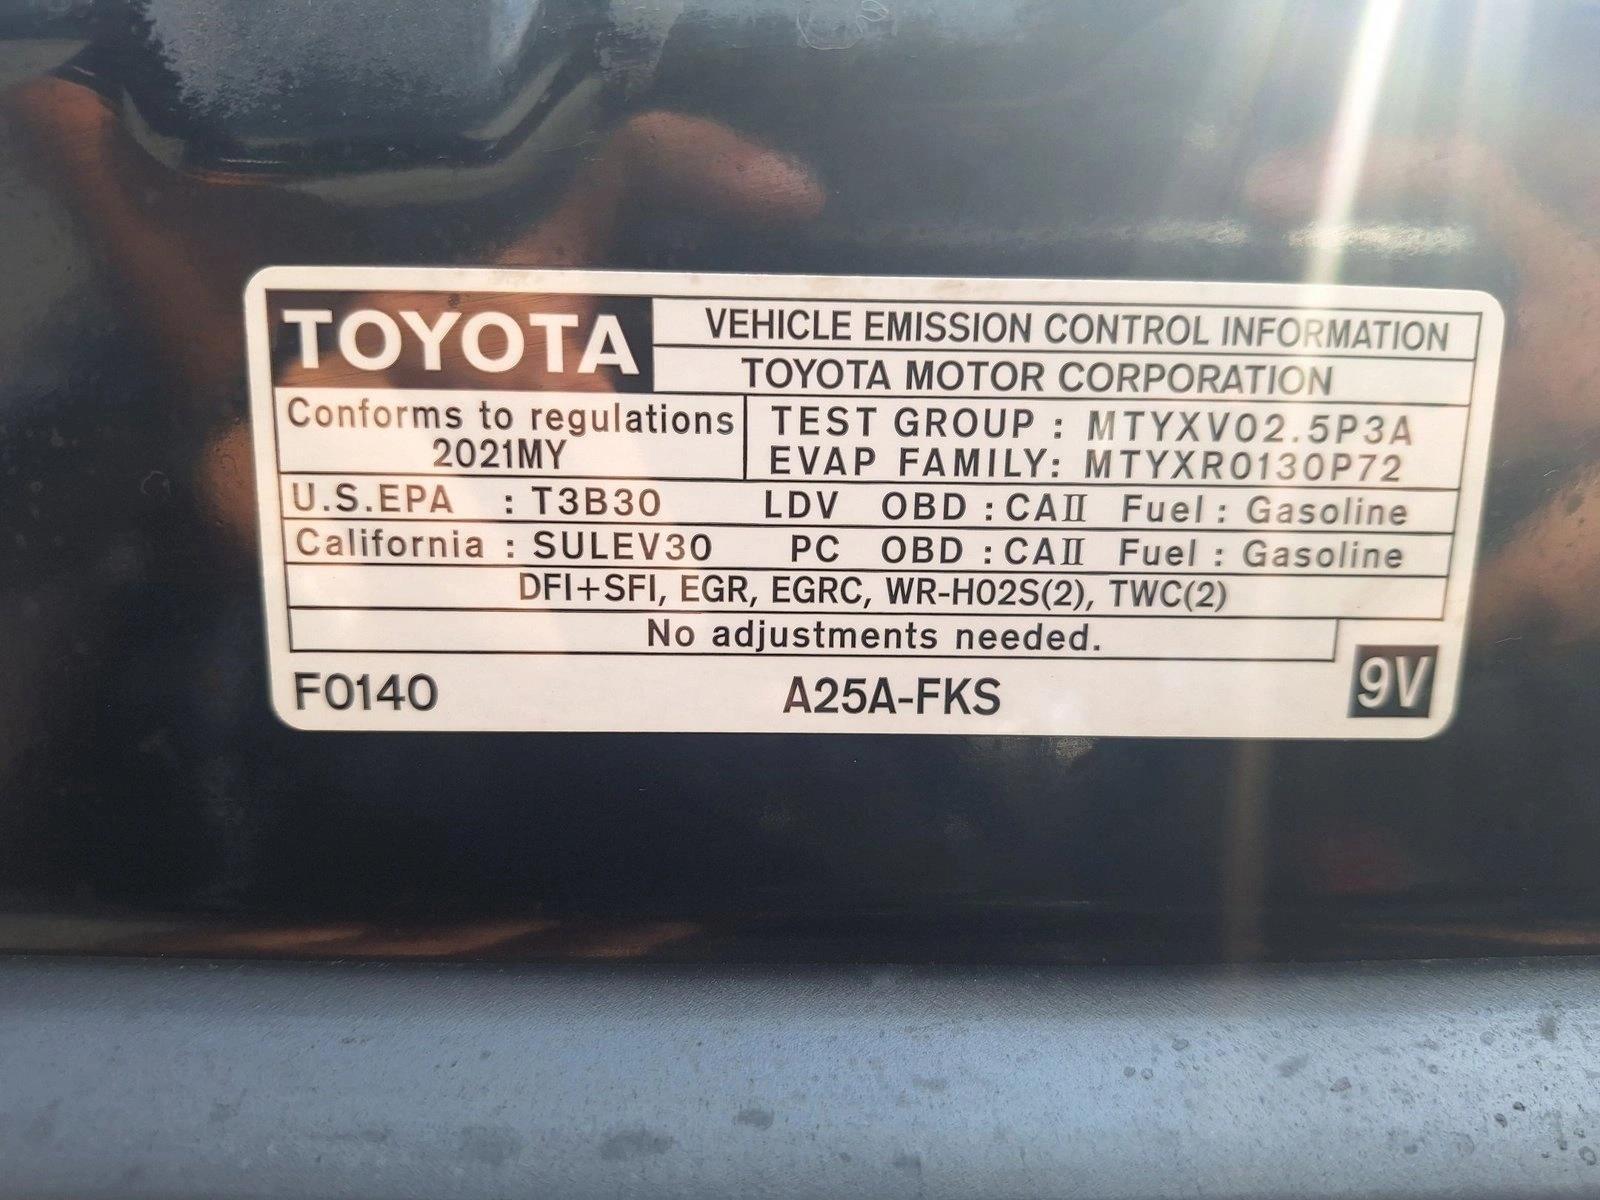 TOYOTA
VEHICLE EMISSION CONTROL INFORMATION
TOYOTA MOTOR CORPORATION
Conforms to regulations
2021MY
TEST GROUP : MTYXV02.5P3A
EVAP FAMILY: MTYXR0130P72
U.S.EPA : T3B30 LDV OBD : CAII Fuel : Gasoline
California : SULEV30 PC OBD : CAII Fuel : Gasoline
DFI+SFI, EGR, EGRC, WR-HO2S(2), TWC(2)
No adjustments needed.
F0140 A25A-FKS 9V